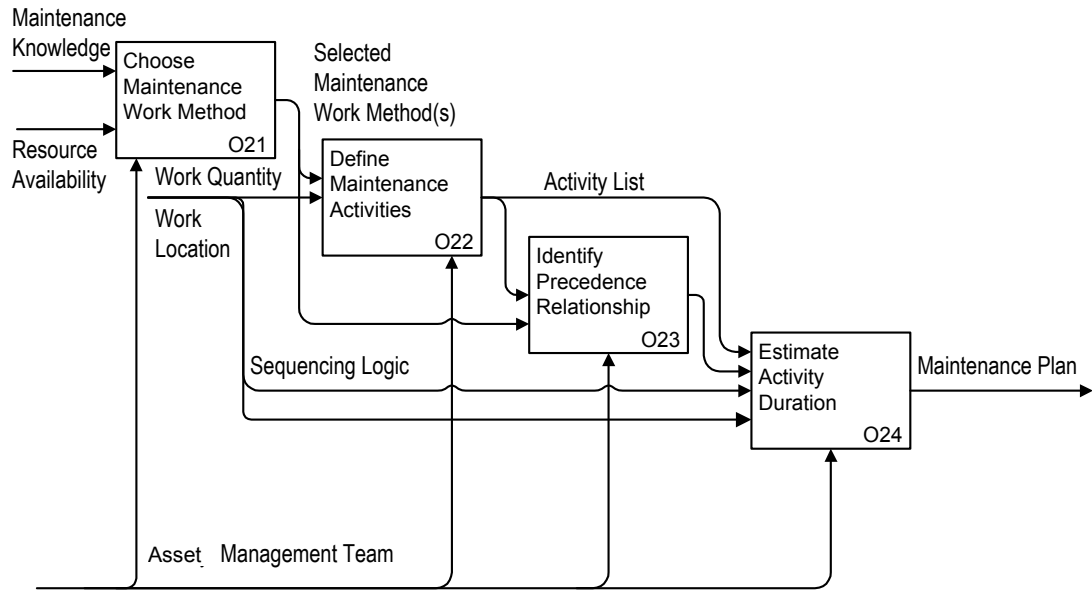 Maintenance
Knowledge
Choose
Maintenance
Work Method
O21
Resource
Availability
Selected
Maintenance
Work Method(s)
Work Quantity
Work
Location
Define
Maintenance
Activities
O22
Activity List
Identify
Precedence
Relationship
O23
Sequencing Logic
Estimate
Activity
Duration
O24
Maintenance Plan
Asset Management Team